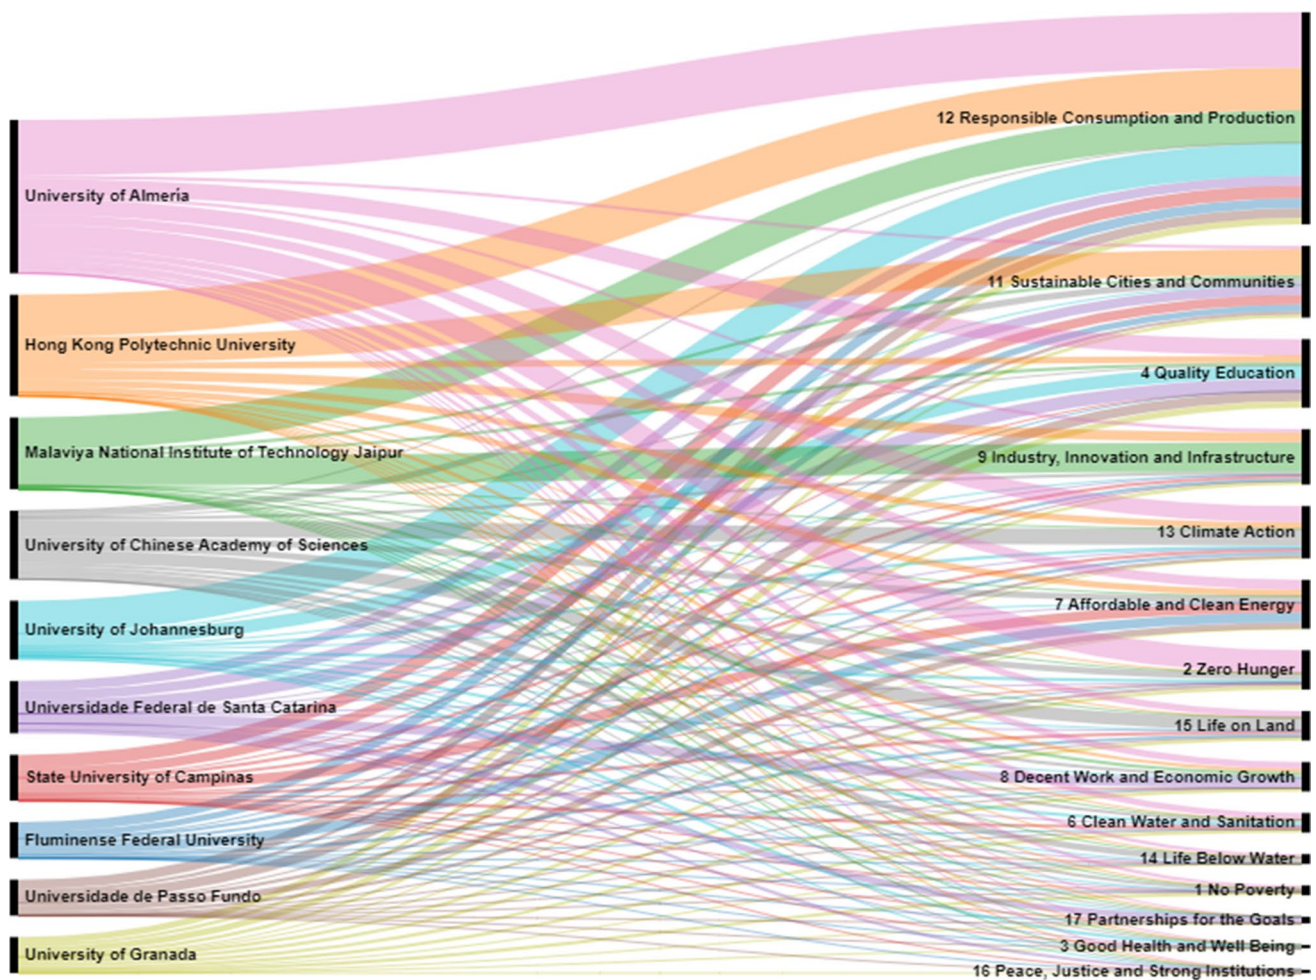 University of Almería
Hong Kong Polytechnic University
Malaviya National Institute of Technology Jaipur
University of Chinese Academy of Sciences
University of Johannesburg
Universidade Federal de Santa Catarina
State University of Campinas
Fluminense Federal University
Universidade de Passo Fundo
University of Granada
12 Responsible Consumption and Production
11 Sustainable Cities and Communities
4 Quality Education
9 Industry, Innovation and Infrastructure
13 Climate Action
7 Affordable and Clean Energy
2 Zero Hunger
15 Life on Land
8 Decent Work and Economic Growth
6 Clean Water and Sanitation
14 Life Below Water
1 No Poverty
17 Partnerships for the Goals
3 Good Health and Well Being
16 Peace, Justice and Strong Institutions